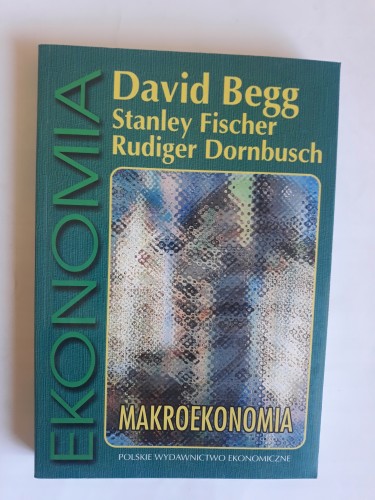 EKONOMIA
David Begg
Stanley Fischer
Rudiger Dornbusch
MAKROEKONOMIA
POLSKIE WYDAWNICTWO EKONOMICZNE